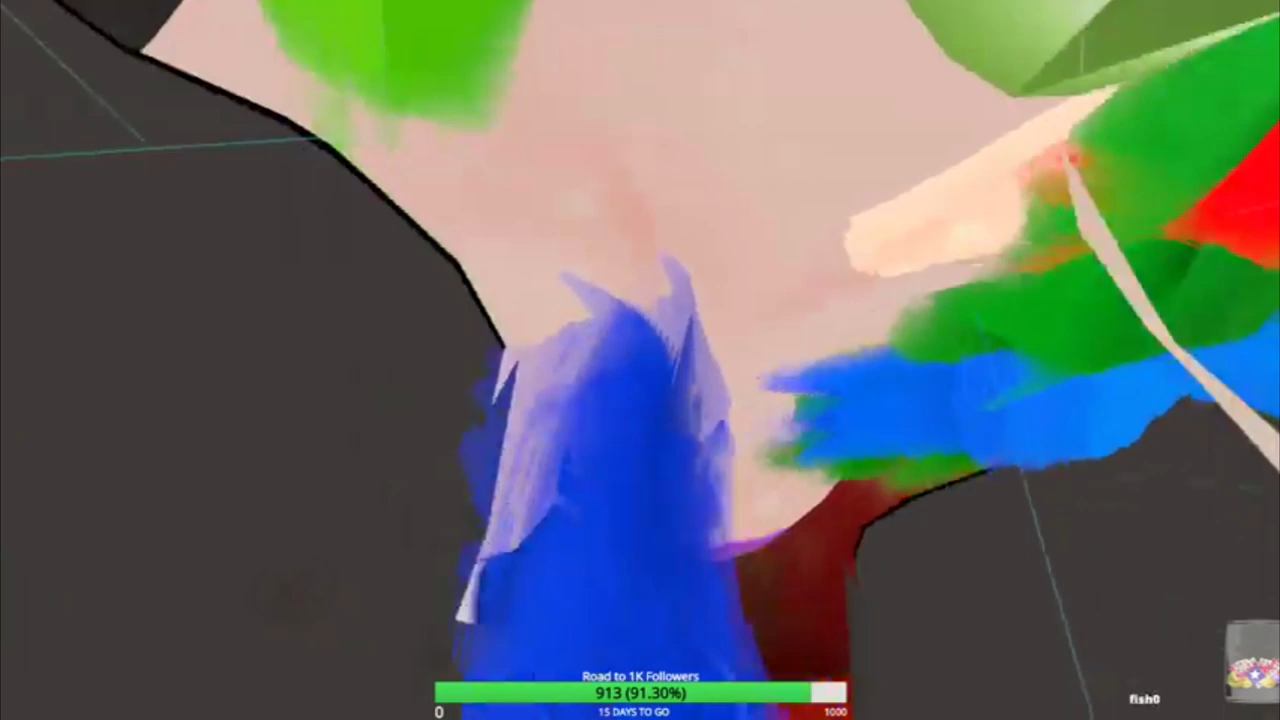 Road to 1K Followers
913 (91.30%)
0
15 DAYS TO GO
1000
fish0